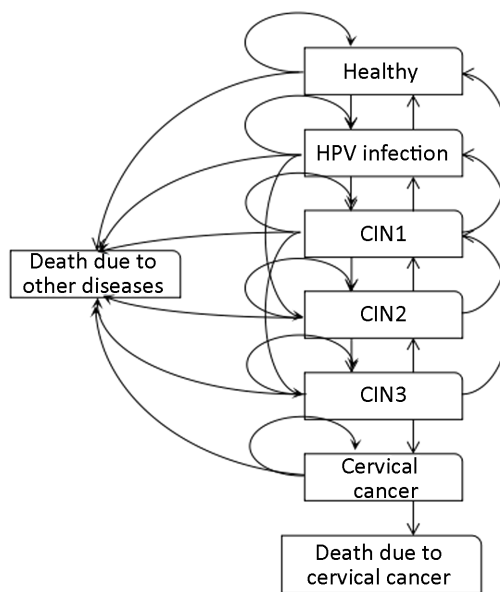 Healthy
HPV infection
CIN1
Death due to
other diseases
CIN2
CIN3
Cervical
cancer
Death due to
cervical cancer